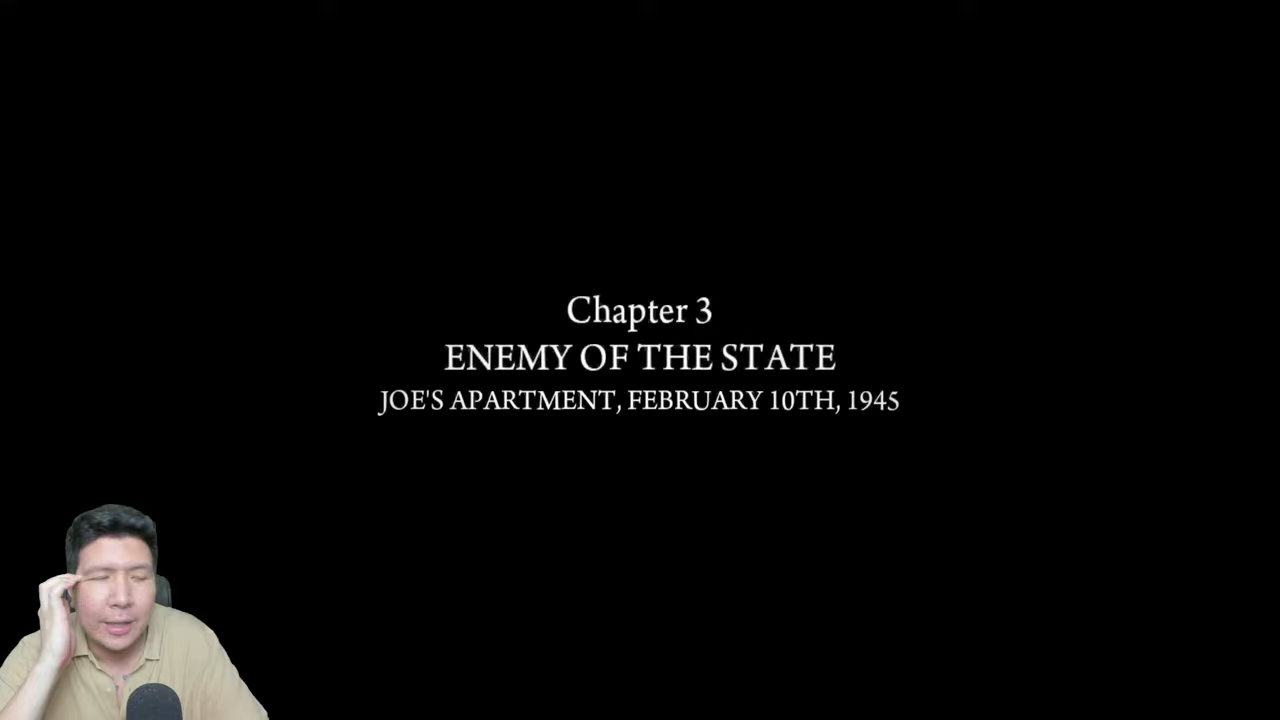 Chapter 3
ENEMY OF THE STATE
JOE'S APARTMENT, FEBRUARY 10TH, 1945